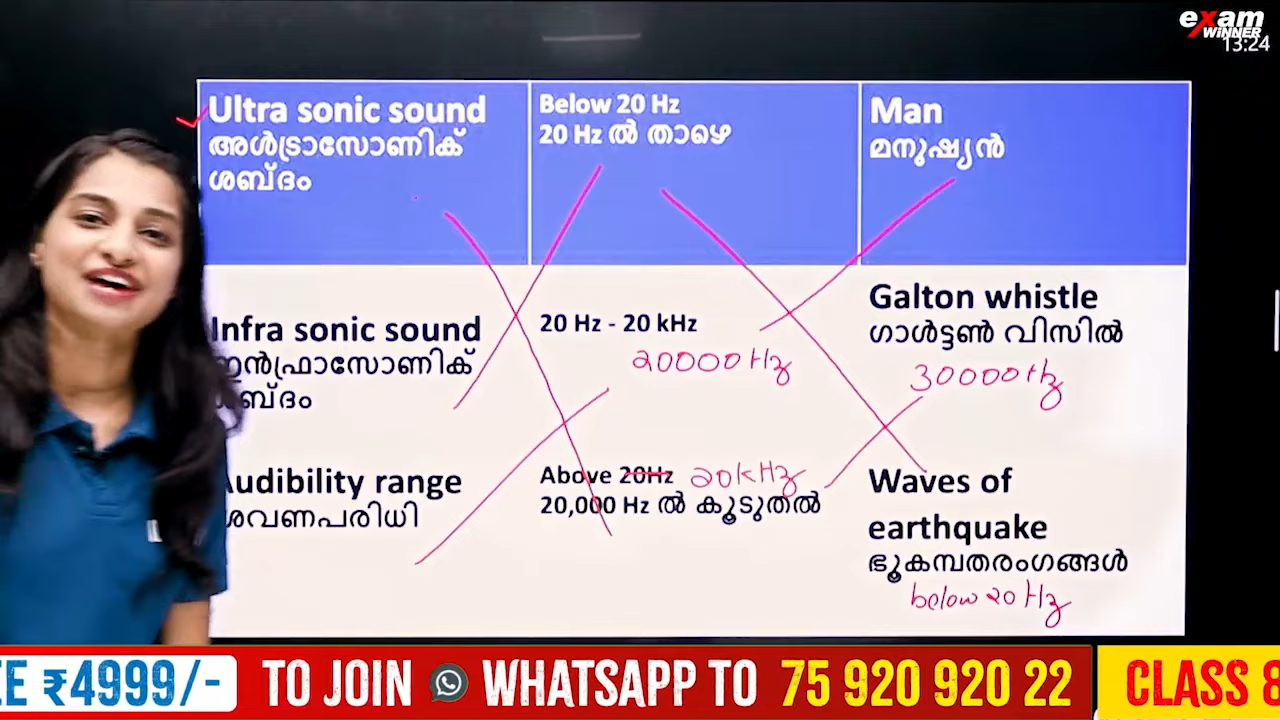 exam
WiNNER
13:24
Ultra sonic sound
അൾട്രാസോണിക്
ശബ്ദം
Below 20 Hz
20 Hz ൽ താഴെ
Man
മനുഷ്യൻ
Infra sonic sound
ഇൻഫ്രാസോണിക്
ശബ്ദം
20 Hz - 20 kHz
20000 Hz
Galton whistle
ഗാൾട്ടൺ വിസിൽ
30000 Hz
Audibility range
ശ്രവണപരിധി
Above 20Hz 20kHz
20,000 Hz ൽ കൂടുതൽ
Waves of
earthquake
ഭൂകമ്പതരംഗങ്ങൾ
below 20 Hz
₹4999/- TO JOIN WHATSAPP TO 75 920 920 22 CLASS 8